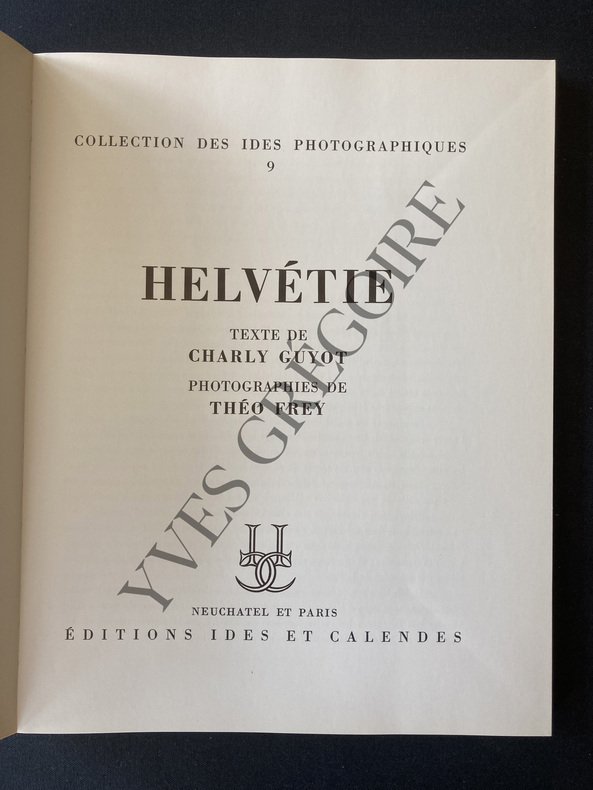 COLLECTION DES IDES PHOTOGRAPHIQUES
9
HELVÉTIE
TEXTE DE
CHARLY GUYOT
PHOTOGRAPHIES DE
THÉO FREY
NEUCHATEL ET PARIS
ÉDITIONS IDES ET CALENDES
YVES GRÉGOIRE